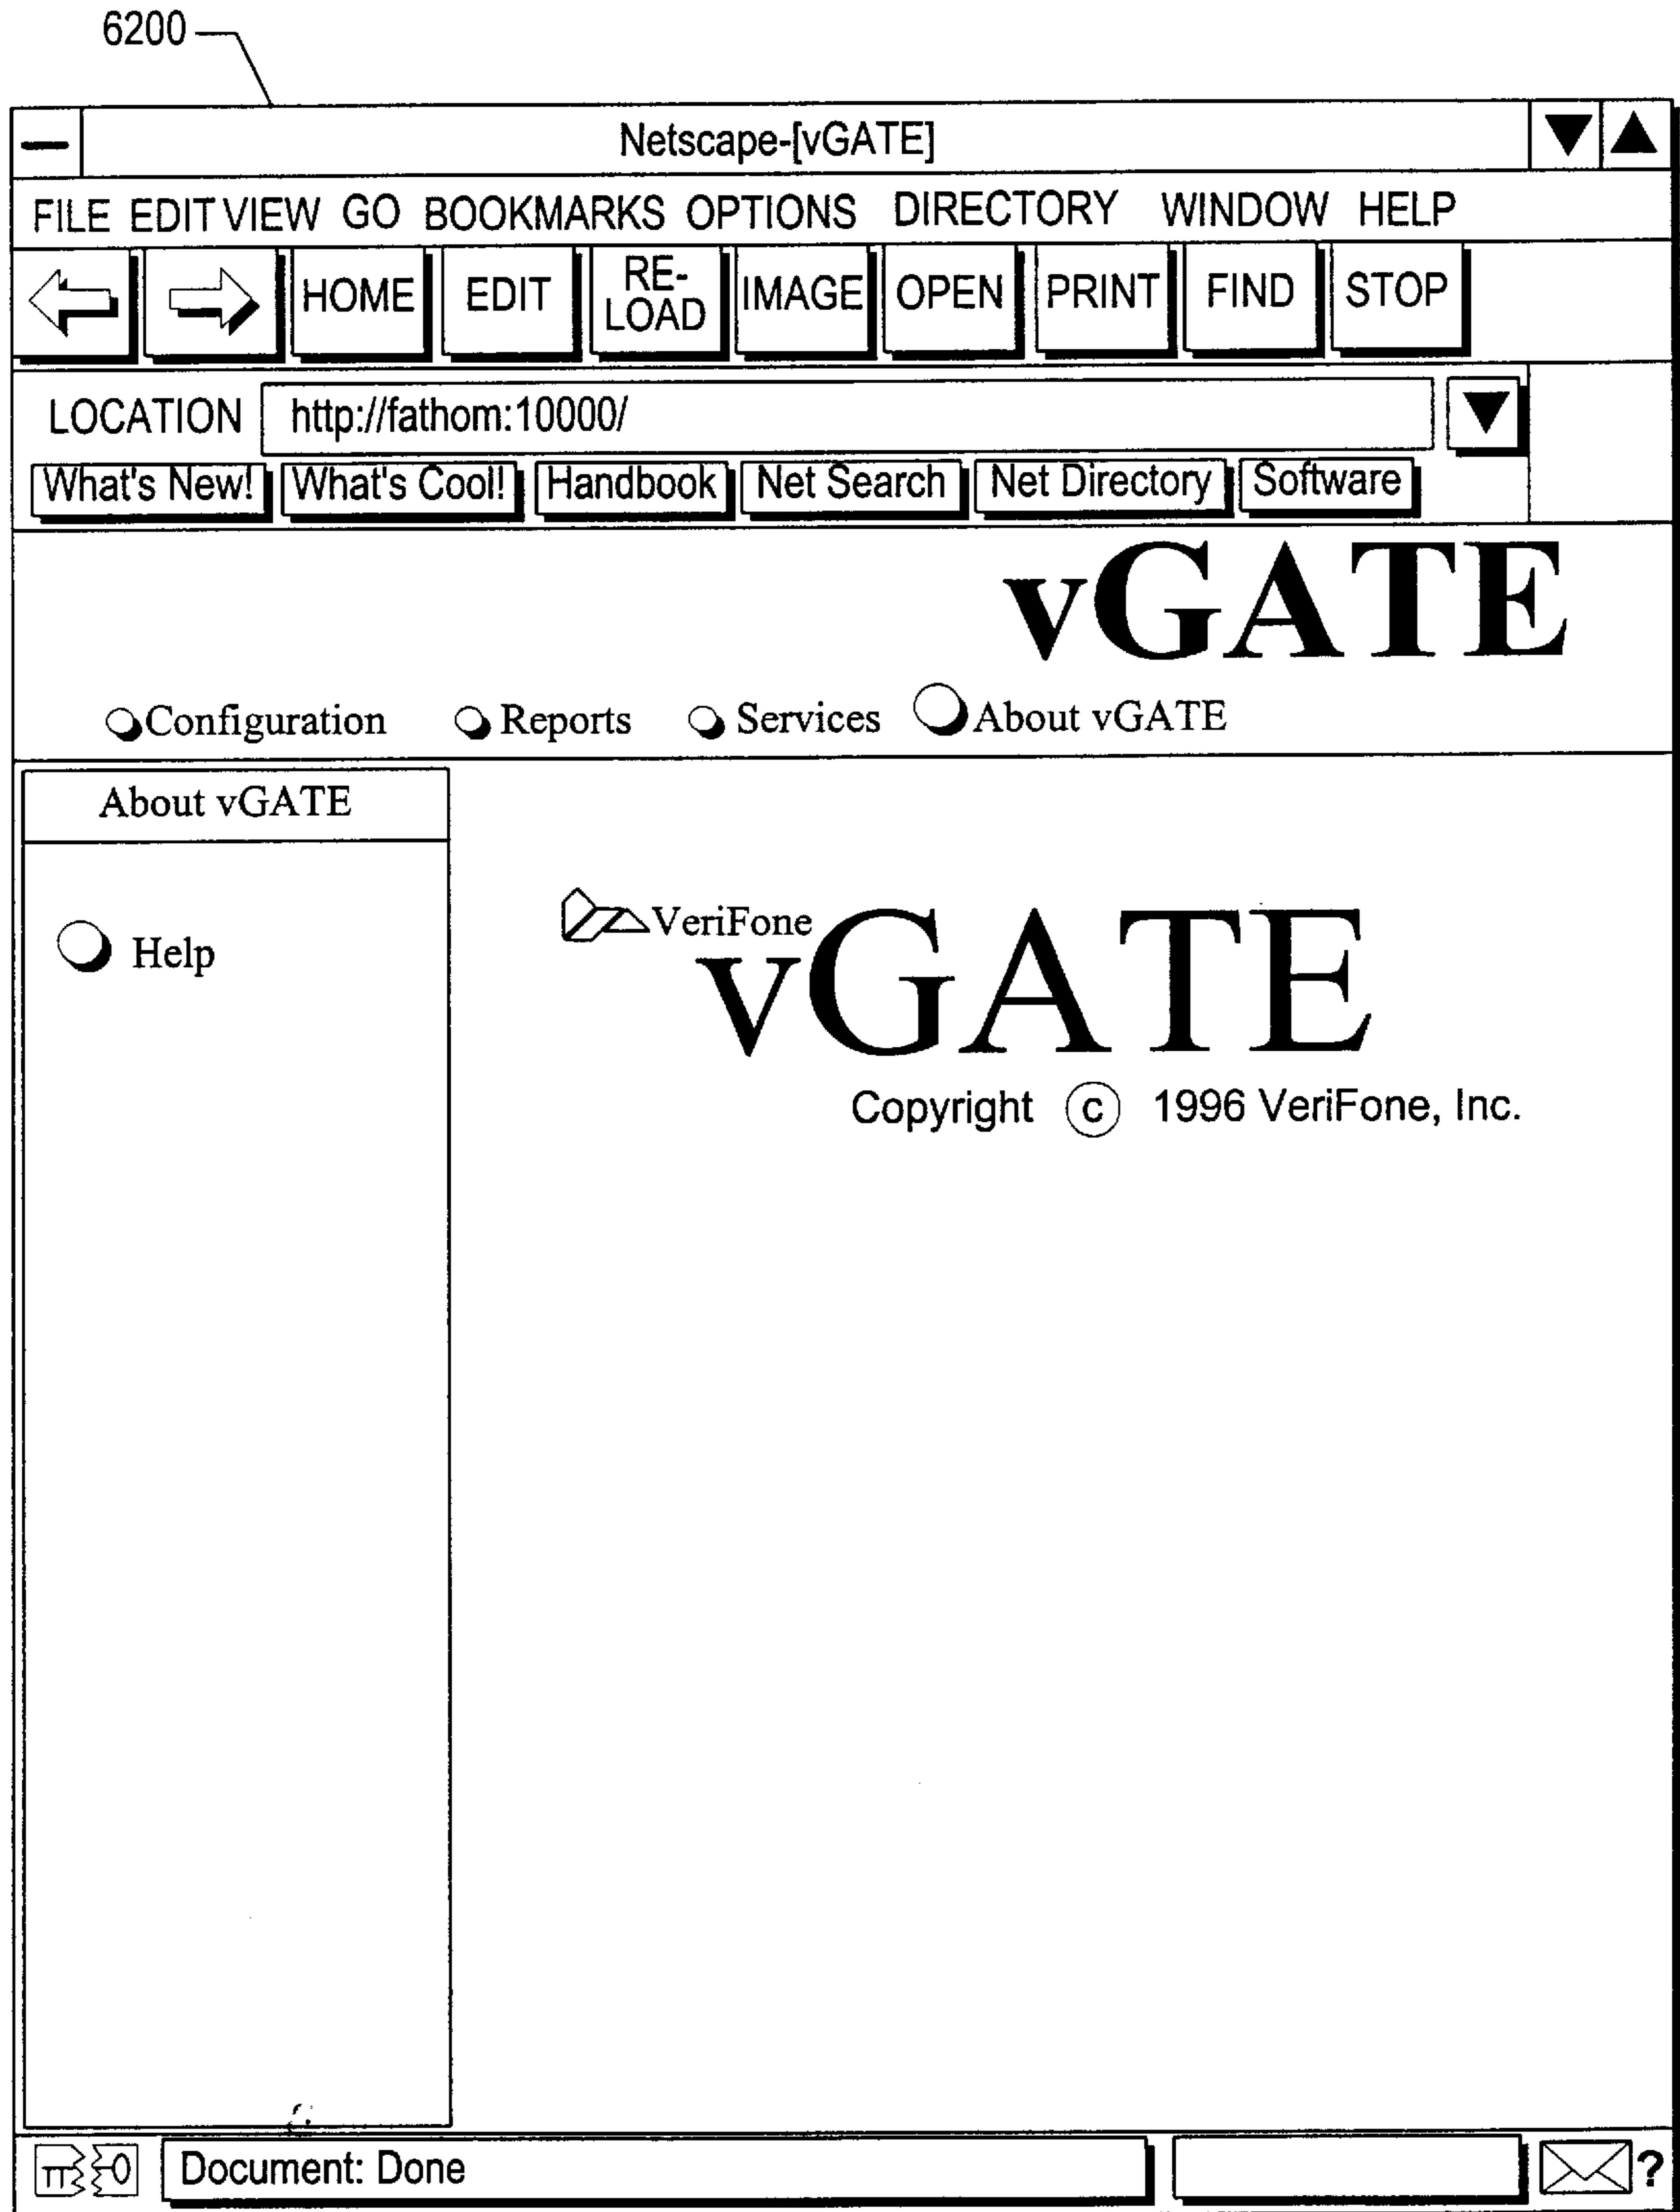 6200
Netscape-[vGATE]
FILE EDIT VIEW GO BOOKMARKS OPTIONS DIRECTORY WINDOW HELP
HOME EDIT RE-LOAD IMAGE OPEN PRINT FIND STOP
LOCATION http://fathom:10000/
What's New! What's Cool! Handbook Net Search Net Directory Software
vGATE
Configuration Reports Services About vGATE
About vGATE
Help
VeriFone
vGATE
Copyright © 1996 VeriFone, Inc.
Document: Done ?